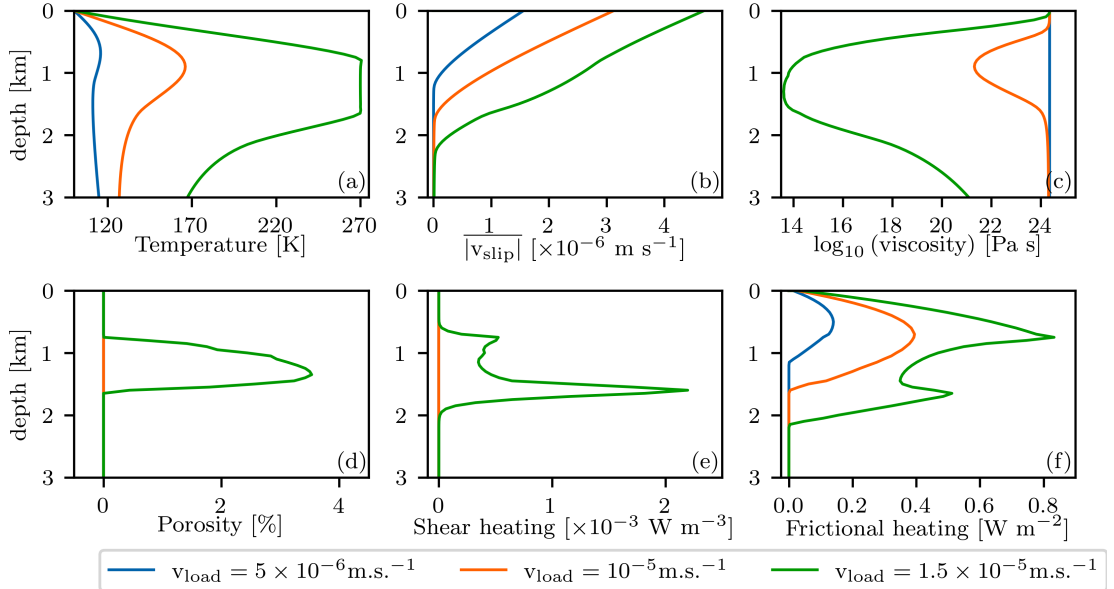 0
1
2
3
depth [km]
120 170 220 270
Temperature [K]
(a)
0
1
2
3
0 1 2 3 4
|v_slip| [×10⁻⁶ m s⁻¹]
(b)
0
1
2
3
14 16 18 20 22 24
log₁₀ (viscosity) [Pa s]
(c)
0
1
2
3
depth [km]
0 2 4
Porosity [%]
(d)
0
1
2
3
0 1 2
Shear heating [×10⁻³ W m⁻³]
(e)
0
1
2
3
0.0 0.2 0.4 0.6 0.8
Frictional heating [W m⁻²]
(f)
v_load = 5 × 10⁻⁶m.s.⁻¹
v_load = 10⁻⁵m.s.⁻¹
v_load = 1.5 × 10⁻⁵m.s.⁻¹